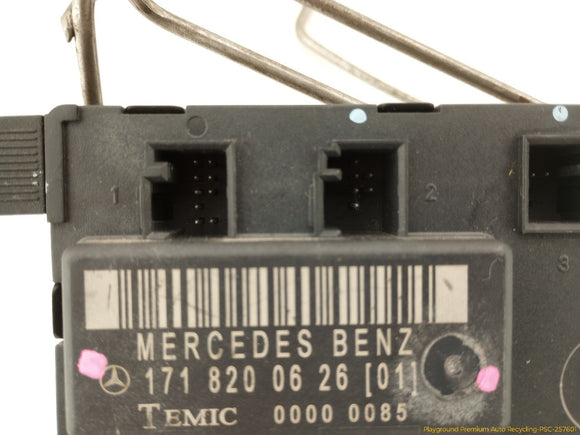 1
2
3
MERCEDES BENZ
171 820 06 26 [01]
TEMIC 0000 0085
Playground Premium Auto Recycling-PSC-257601